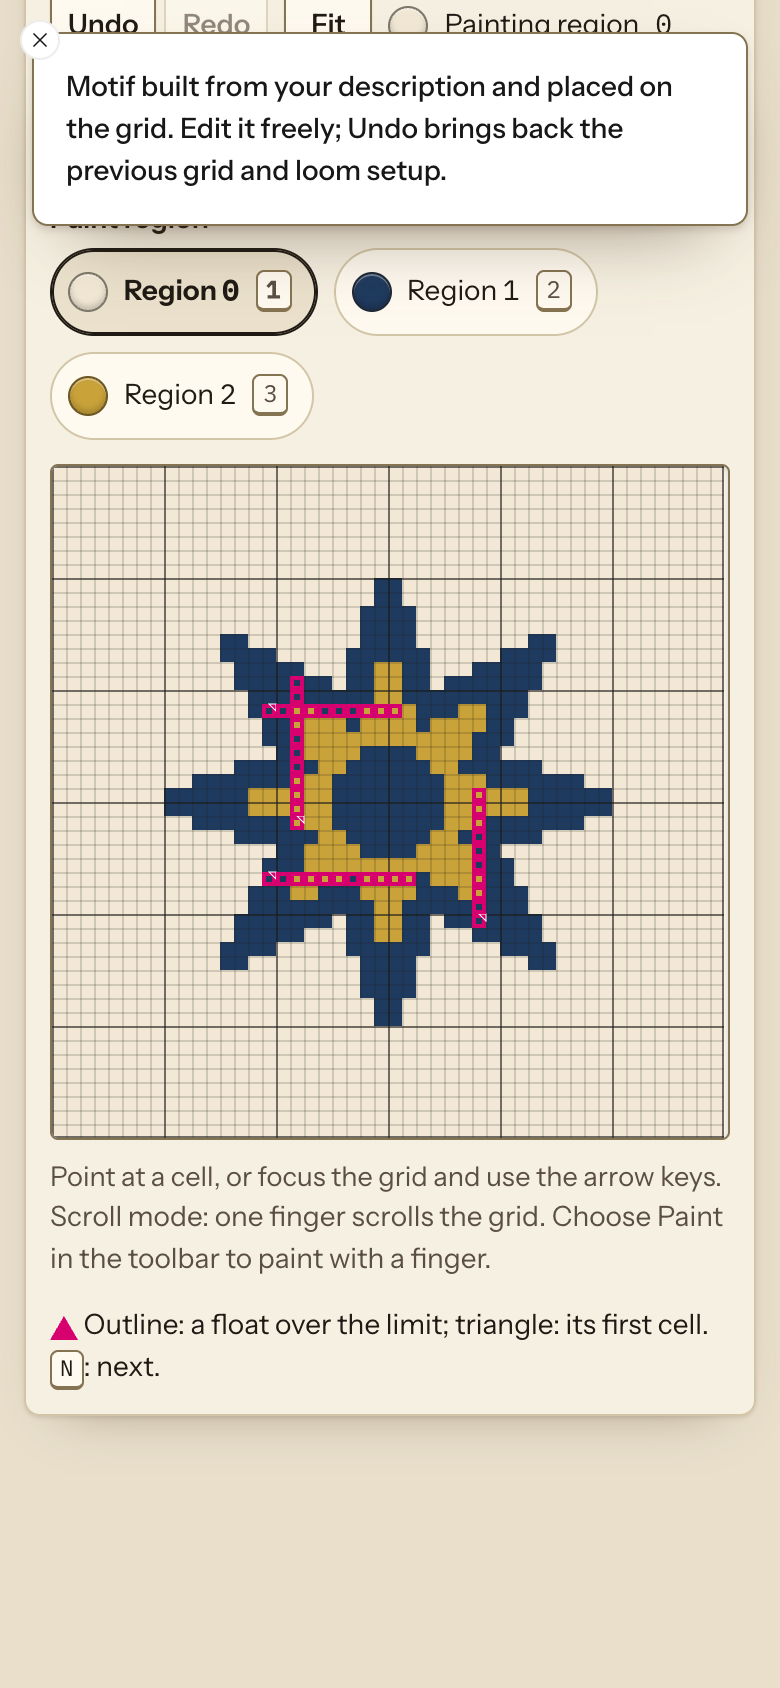 Undo Redo Fit Painting region 0
Motif built from your description and placed on
the grid. Edit it freely; Undo brings back the
previous grid and loom setup.
Paint region
Region 0 1 Region 1 2
Region 2 3
Point at a cell, or focus the grid and use the arrow keys.
Scroll mode: one finger scrolls the grid. Choose Paint
in the toolbar to paint with a finger.
Outline: a float over the limit; triangle: its first cell.
N : next.